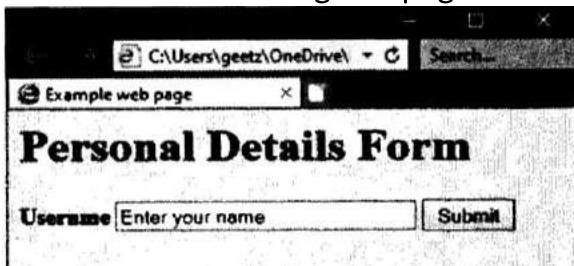 C:\Users\geetz\OneDrive\
Search...
Example web page
Personal Details Form
Username Enter your name Submit